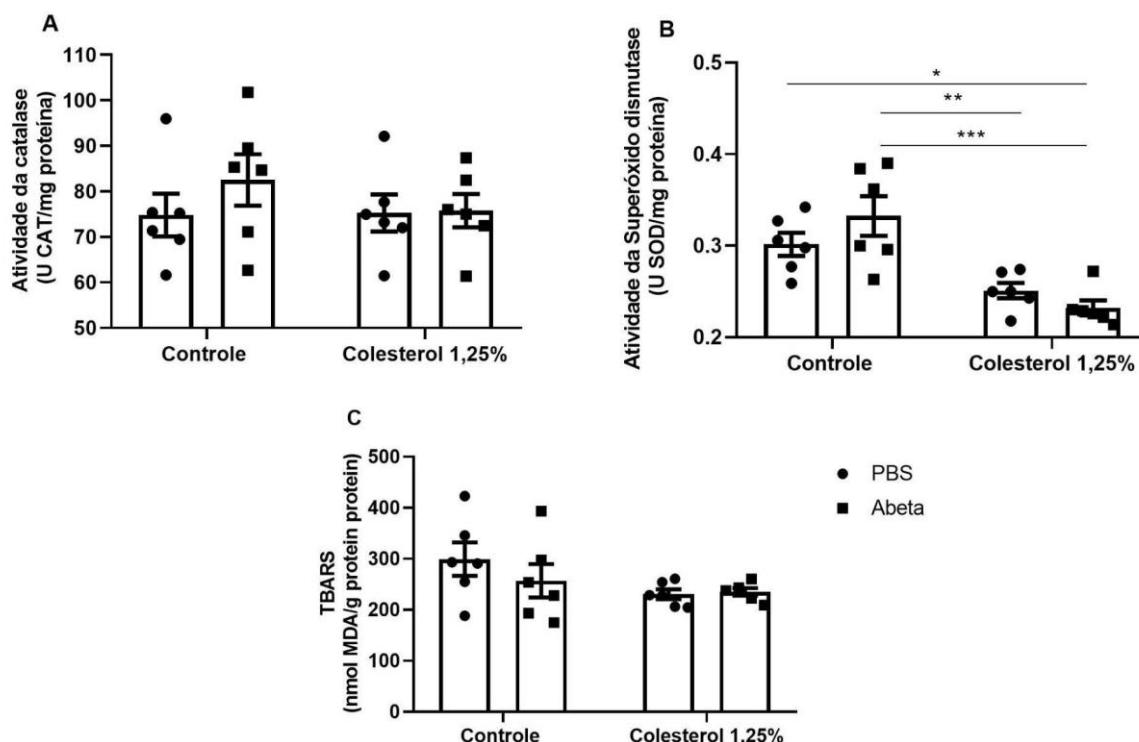 A
Atividade da catalase
(U CAT/mg proteína)
110
100
90
80
70
60
50
Controle
Colesterol 1,25%
B
Atividade da Superóxido dismutase
(U SOD/mg proteína)
0.5
0.4
0.3
0.2
*
**
***
Controle
Colesterol 1,25%
C
TBARS
(nmol MDA/g protein protein)
500
400
300
200
100
0
Controle
Colesterol 1,25%
PBS
Abeta